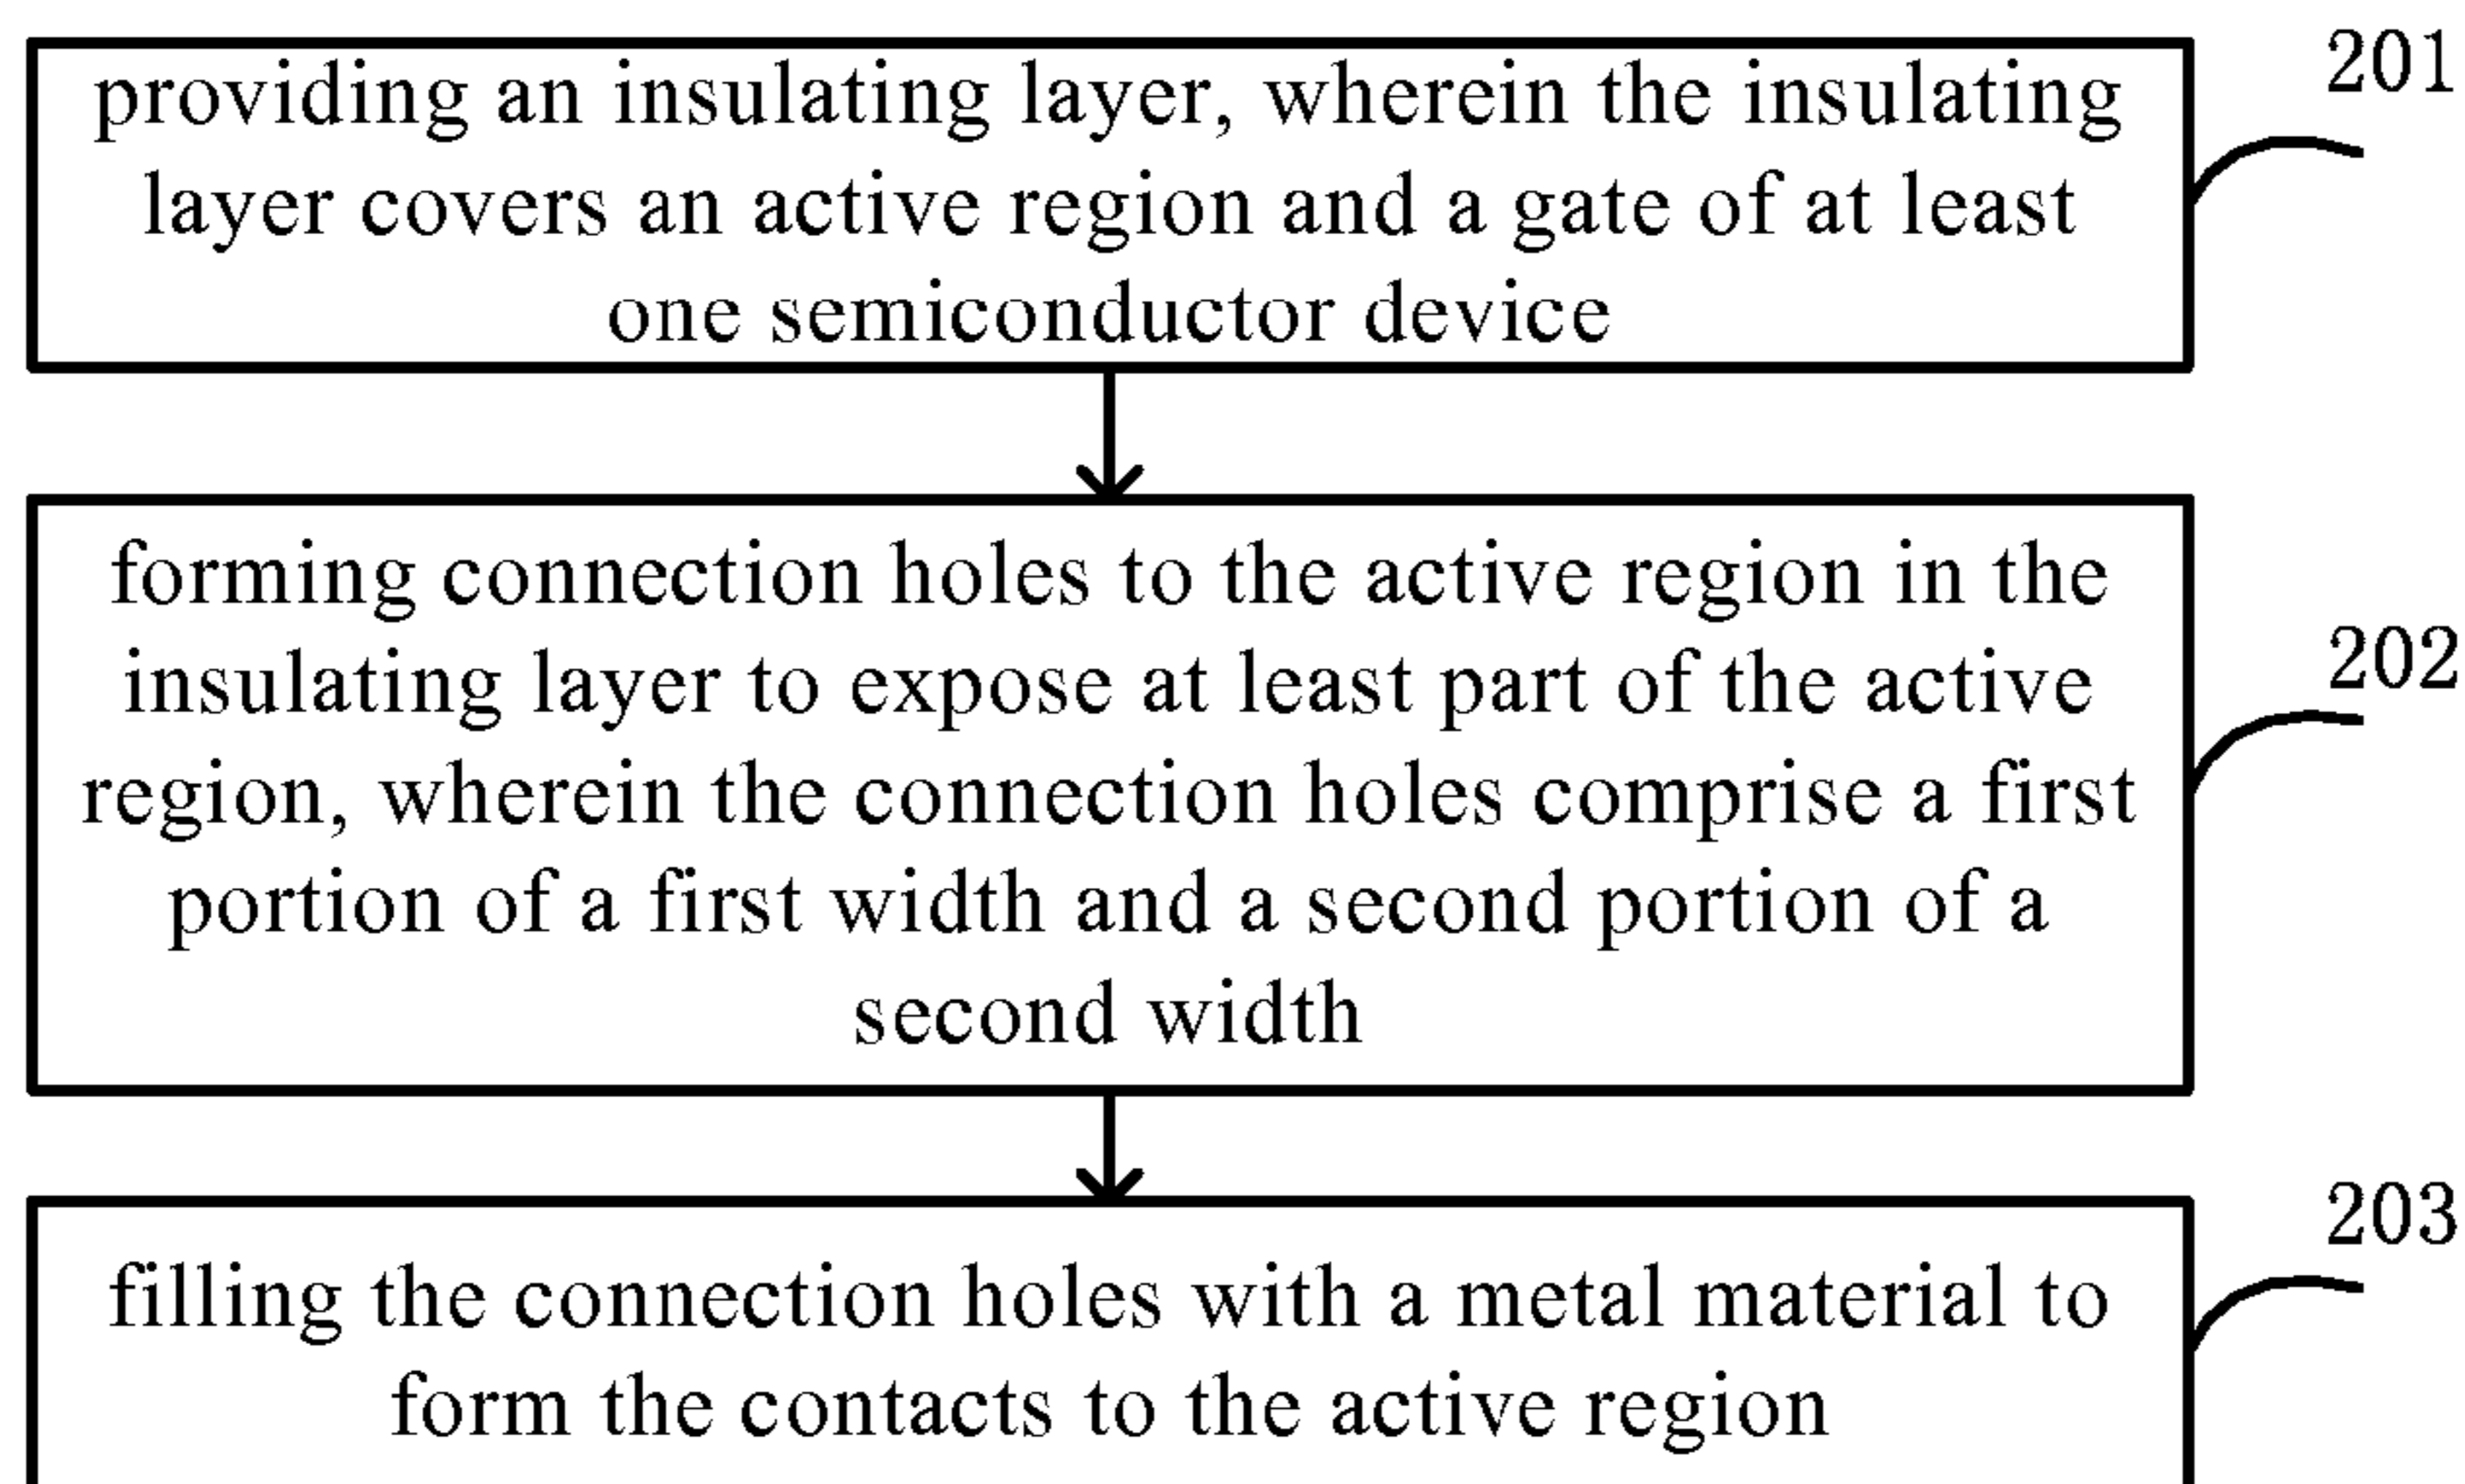 201
providing an insulating layer, wherein the insulating
layer covers an active region and a gate of at least
one semiconductor device
forming connection holes to the active region in the
202
insulating layer to expose at least part of the active
region, wherein the connection holes comprise a first
portion of a first width and a second portion of a
second width
203
filling the connection holes with a metal material to
form the contacts to the active region